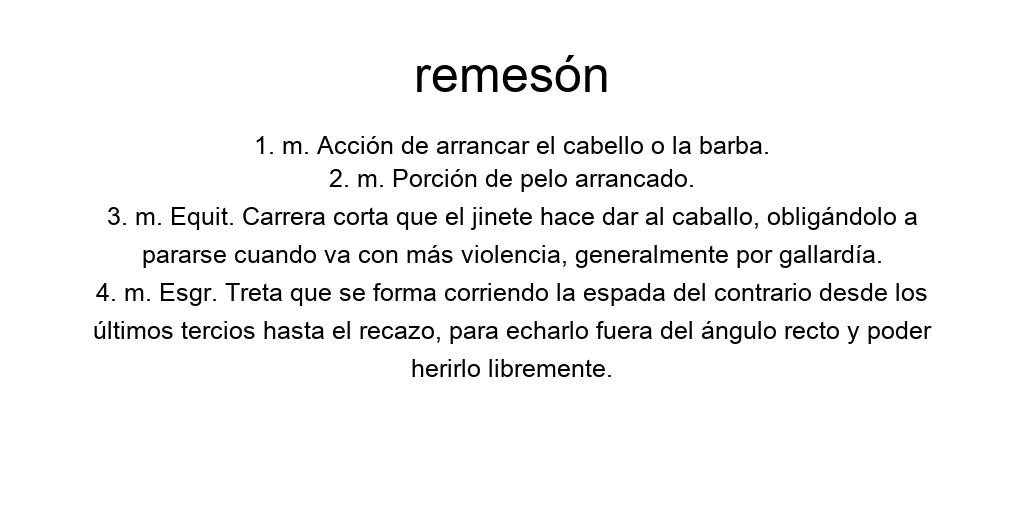 remesón
1. m. Acción de arrancar el cabello o la barba.
2. m. Porción de pelo arrancado.
3. m. Equit. Carrera corta que el jinete hace dar al caballo, obligándolo a
pararse cuando va con más violencia, generalmente por gallardía.
4. m. Esgr. Treta que se forma corriendo la espada del contrario desde los
últimos tercios hasta el recazo, para echarlo fuera del ángulo recto y poder
herirlo libremente.